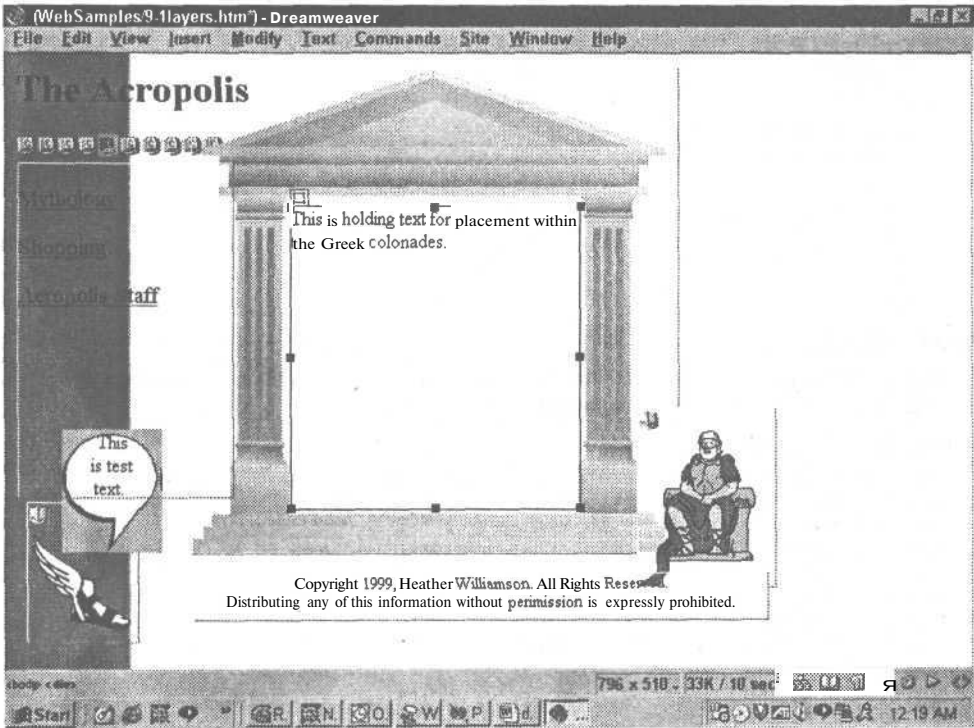 (WebSamples/9-1layers.htm*) - Dreamweaver
File Edit View Insert Modify Text Commands Site Window Help
The Acropolis
Mythology
Shopping
Acropolis Staff
This is holding text for placement within
the Greek colonades.
This
is test
text.
Copyright 1999, Heather Williamson. All Rights
Distributing any of this information without perimission is expressly prohibited.
<body> <div>
796 x 510 - 33K / 10 sec
Я
Start R. N. O. W P. d. ... 12:19 AM